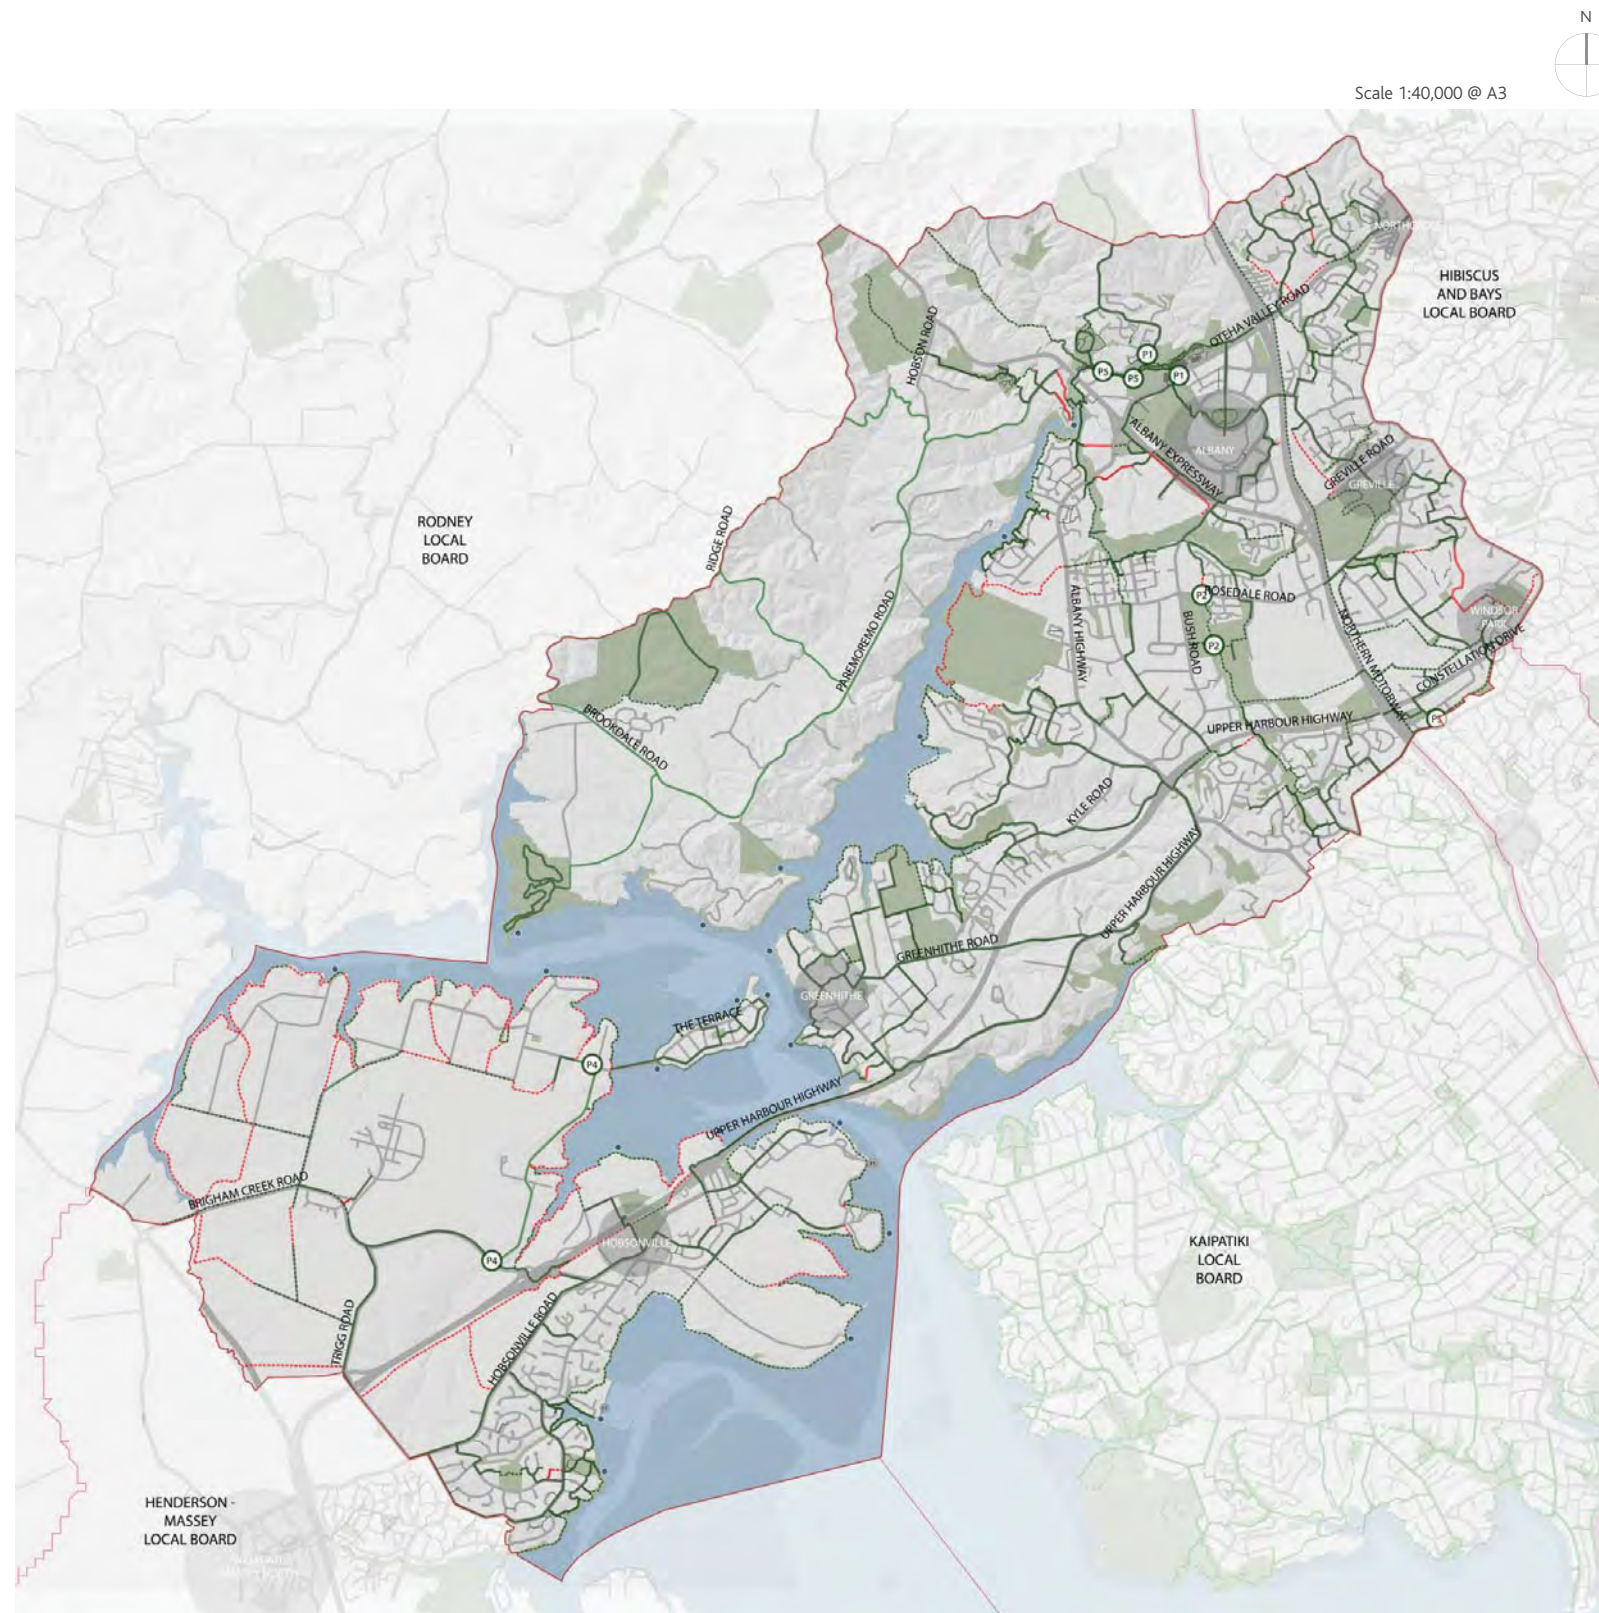 N
Scale 1:40,000 @ A3
HIBISCUS
AND BAYS
LOCAL BOARD
OTEHA VALLEY ROAD
HOBSON ROAD
P1
P5
P5
P1
ALBANY EXPRESSWAY
ALBANY
GREVILLE ROAD
GREVILLE
RODNEY
LOCAL
BOARD
RIDGE ROAD
PAREMOREMO ROAD
ALBANY HIGHWAY
P2
ROSEDALE ROAD
BUSH ROAD
P2
NORTHERN MOTORWAY
WINDSOR
PARK
CONSTELLATION DRIVE
UPPER HARBOUR HIGHWAY
BROOKDALE ROAD
KYLE ROAD
UPPER HARBOUR HIGHWAY
GREENHITHE ROAD
GREENHITHE
THE TERRACE
P4
UPPER HARBOUR HIGHWAY
BRIGHAM CREEK ROAD
HOBSONVILLE
P4
KAIPATIKI
LOCAL
BOARD
TRIGG ROAD
HOBSONVILLE ROAD
HENDERSON -
MASSEY
LOCAL BOARD